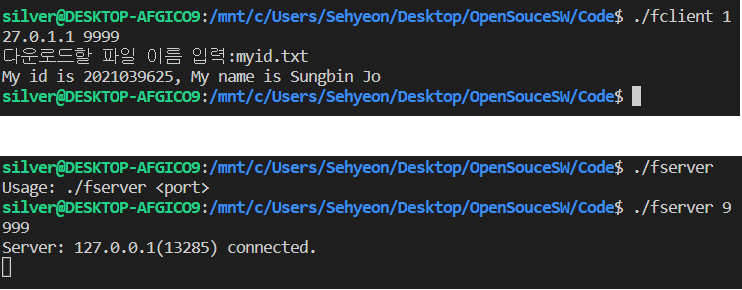 silver@DESKTOP-AFGICO9:/mnt/c/Users/Sehyeon/Desktop/OpenSouceSW/Code$ ./fclient 1
27.0.1.1 9999
다운로드할 파일 이름 입력:myid.txt
My id is 2021039625, My name is Sungbin Jo
silver@DESKTOP-AFGICO9:/mnt/c/Users/Sehyeon/Desktop/OpenSouceSW/Code$
silver@DESKTOP-AFGICO9:/mnt/c/Users/Sehyeon/Desktop/OpenSouceSW/Code$ ./fserver
Usage: ./fserver <port>
silver@DESKTOP-AFGICO9:/mnt/c/Users/Sehyeon/Desktop/OpenSouceSW/Code$ ./fserver 9
999
Server: 127.0.0.1(13285) connected.